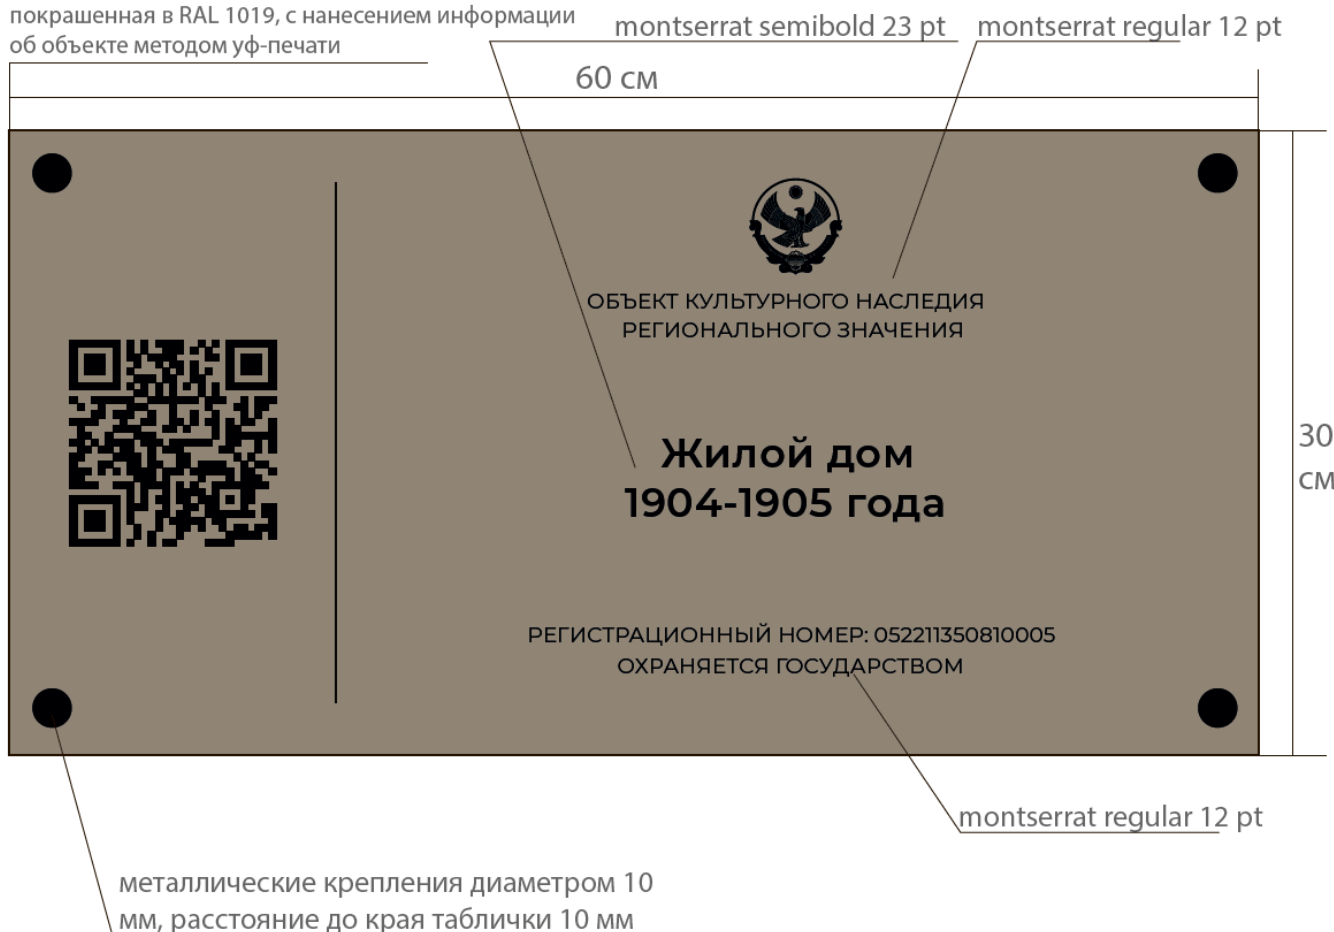 покрашенная в RAL 1019, с нанесением информации
об объекте методом уф-печати
montserrat semibold 23 pt
montserrat regular 12 pt
60 см
ОБЪЕКТ КУЛЬТУРНОГО НАСЛЕДИЯ
РЕГИОНАЛЬНОГО ЗНАЧЕНИЯ
Жилой дом
1904-1905 года
30
см
РЕГИСТРАЦИОННЫЙ НОМЕР: 052211350810005
ОХРАНЯЕТСЯ ГОСУДАРСТВОМ
montserrat regular 12 pt
металлические крепления диаметром 10
мм, расстояние до края таблички 10 мм